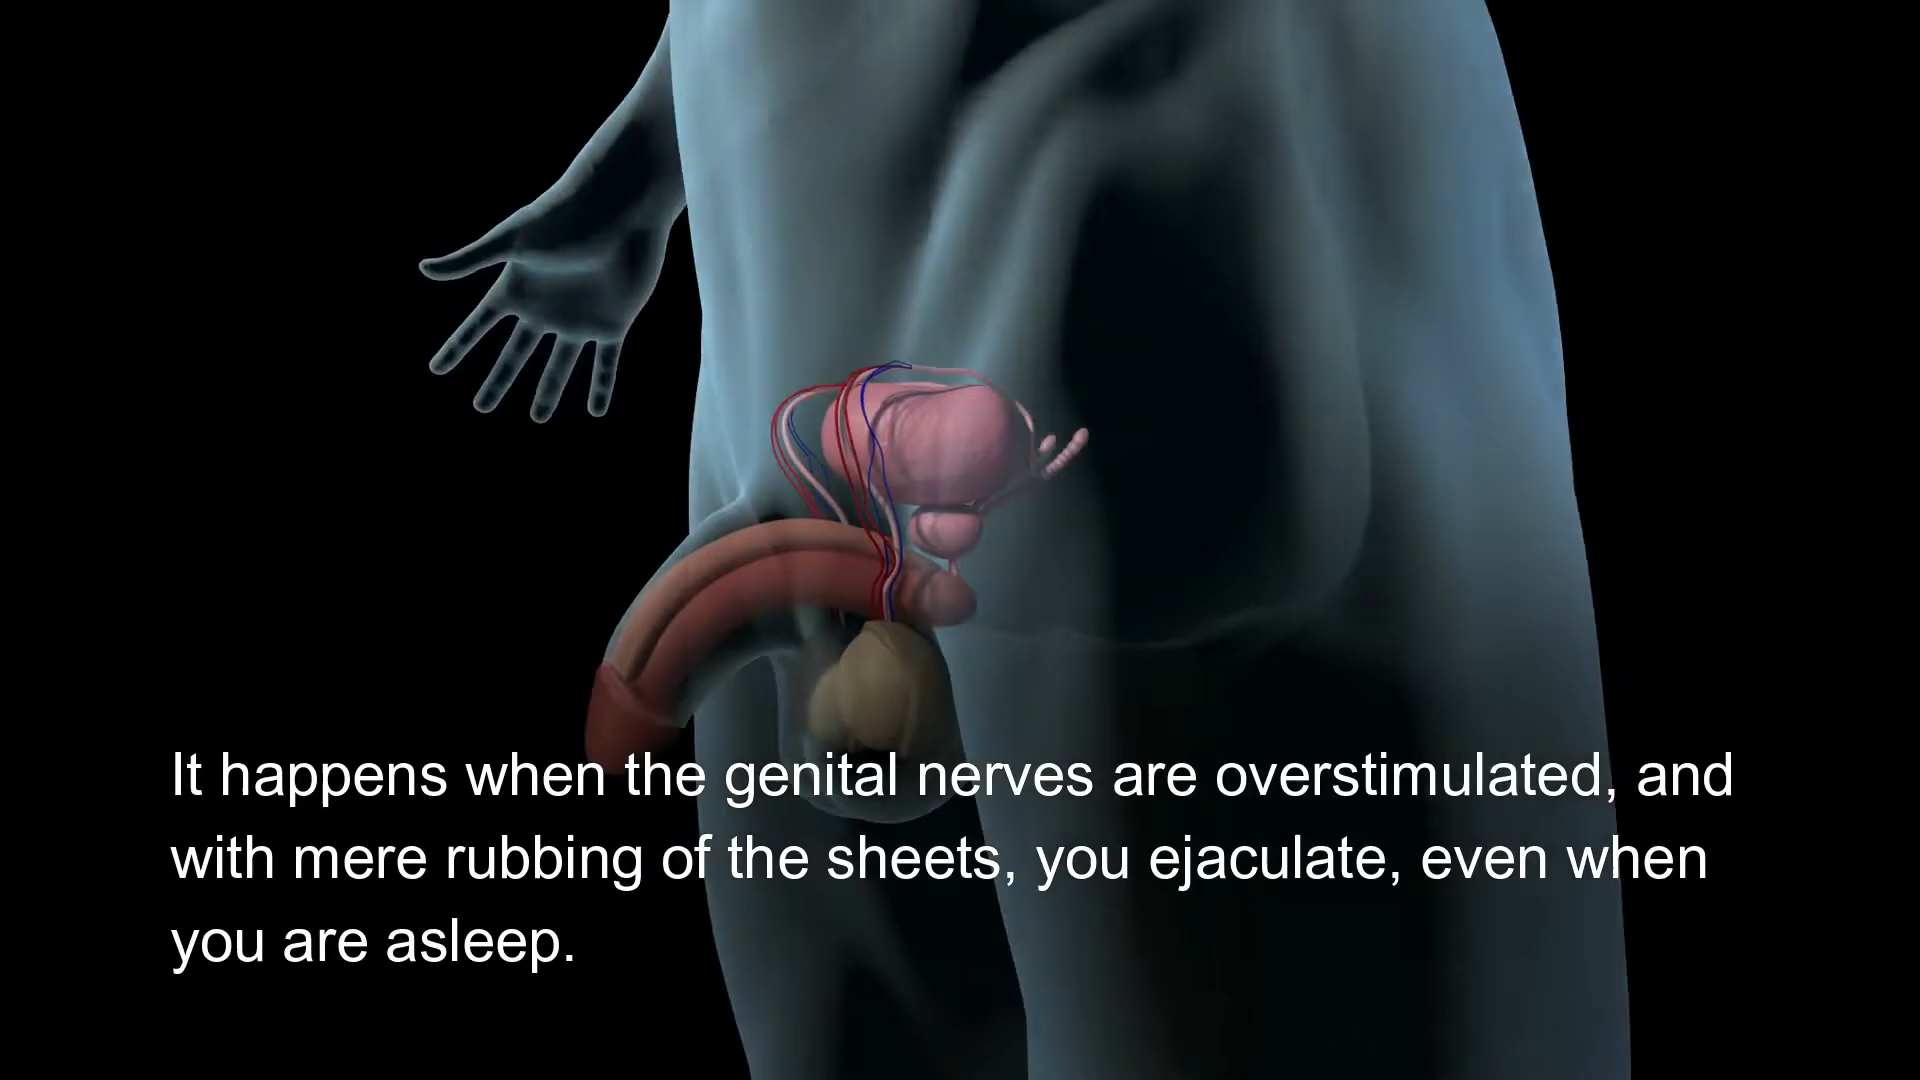 It happens when the genital nerves are overstimulated, and
with mere rubbing of the sheets, you ejaculate, even when
you are asleep.